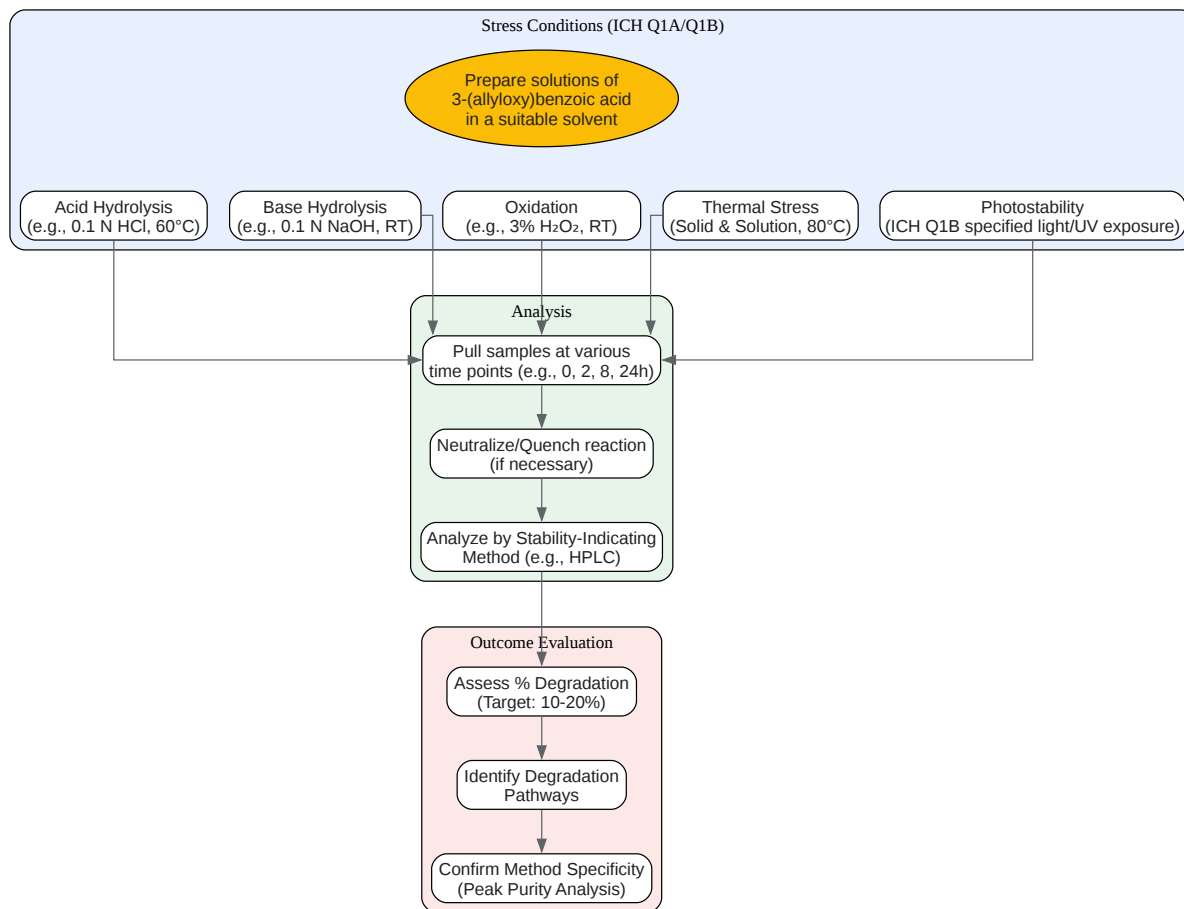 Stress Conditions (ICH Q1A/Q1B)
Prepare solutions of
3-(allyloxy)benzoic acid
in a suitable solvent
Acid Hydrolysis
(e.g., 0.1 N HCl, 60°C)
Base Hydrolysis
(e.g., 0.1 N NaOH, RT)
Oxidation
(e.g., 3% H₂O₂, RT)
Thermal Stress
(Solid & Solution, 80°C)
Photostability
(ICH Q1B specified light/UV exposure)
Analysis
Pull samples at various
time points (e.g., 0, 2, 8, 24h)
Neutralize/Quench reaction
(if necessary)
Analyze by Stability-Indicating
Method (e.g., HPLC)
Outcome Evaluation
Assess % Degradation
(Target: 10-20%)
Identify Degradation
Pathways
Confirm Method Specificity
(Peak Purity Analysis)